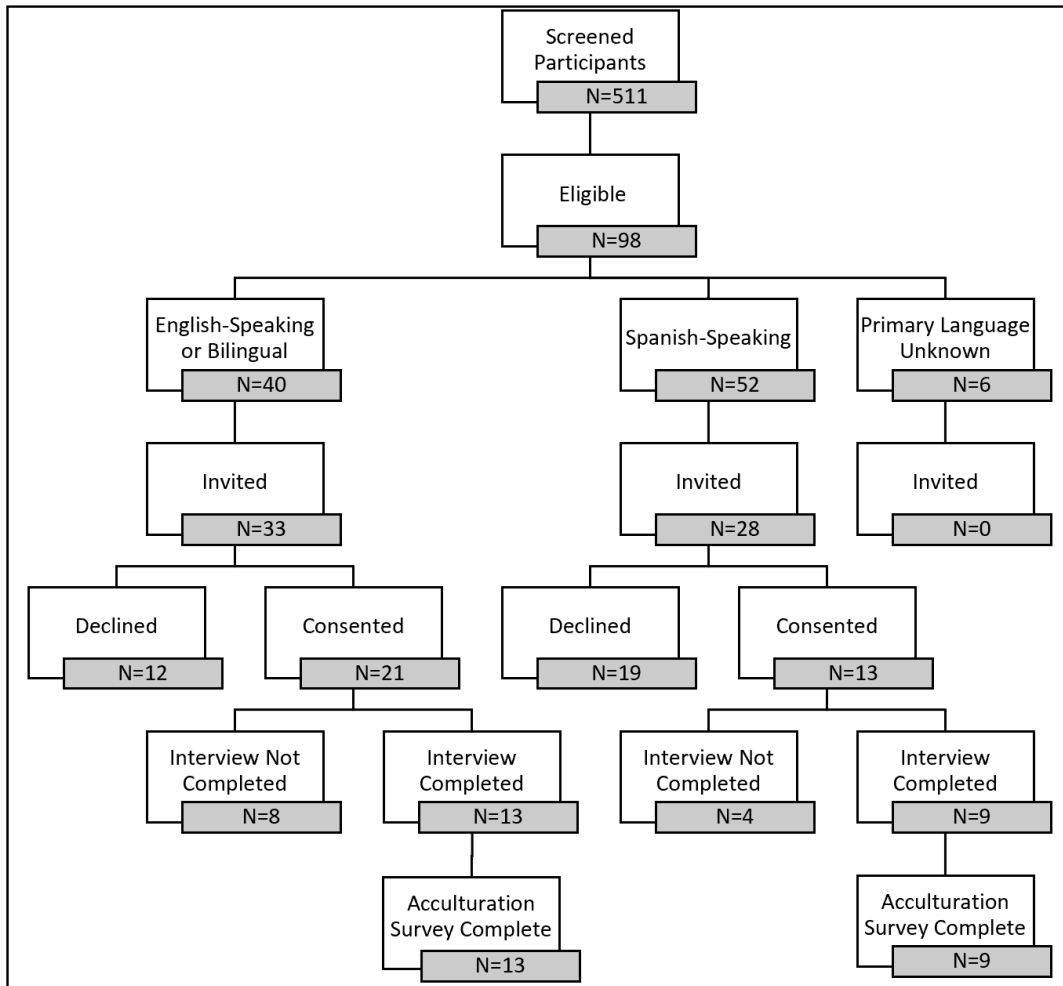 Screened
Participants
N=511
Eligible
N=98
English-Speaking
or Bilingual
N=40
Spanish-Speaking
N=52
Primary Language
Unknown
N=6
Invited
N=33
Invited
N=28
Invited
N=0
Declined
N=12
Consented
N=21
Declined
N=19
Consented
N=13
Interview Not
Completed
N=8
Interview
Completed
N=13
Interview Not
Completed
N=4
Interview
Completed
N=9
Acculturation
Survey Complete
N=13
Acculturation
Survey Complete
N=9